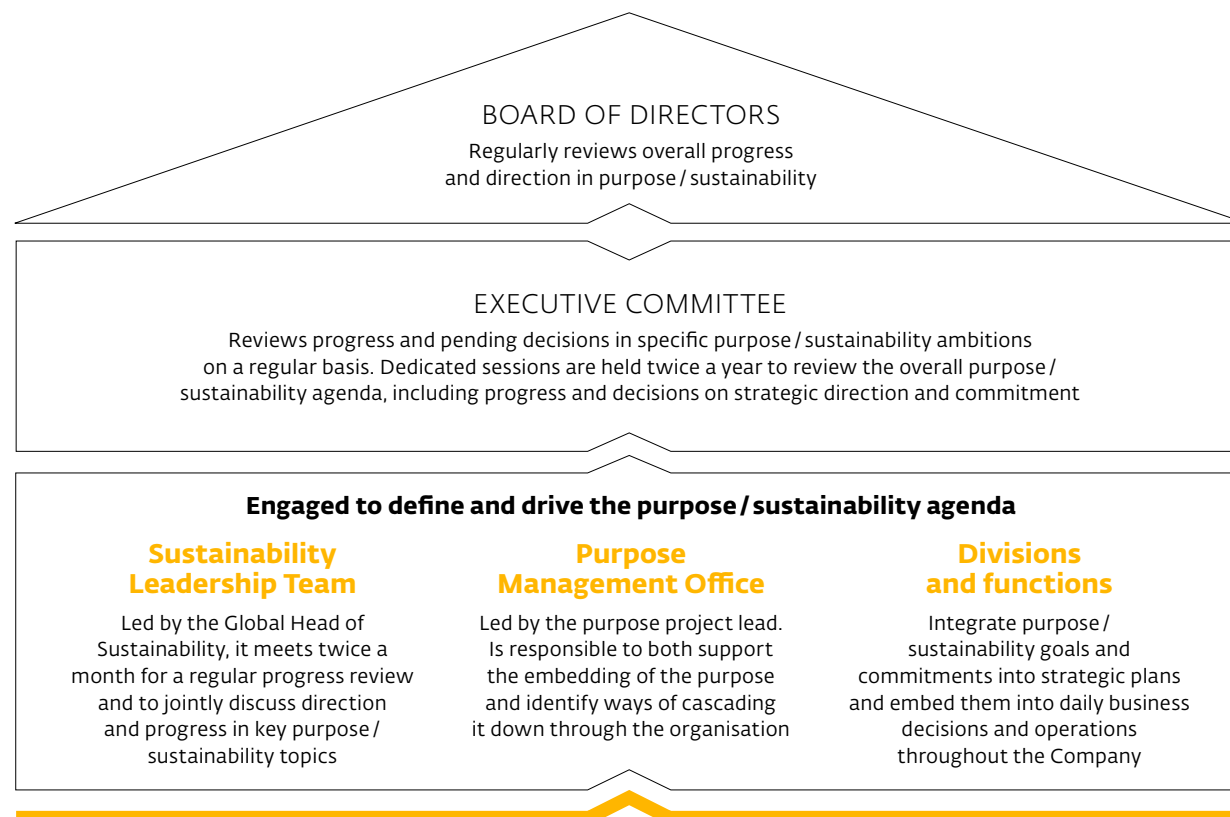 BOARD OF DIRECTORS
Regularly reviews overall progress
and direction in purpose / sustainability
EXECUTIVE COMMITTEE
Reviews progress and pending decisions in specific purpose / sustainability ambitions
on a regular basis. Dedicated sessions are held twice a year to review the overall purpose /
sustainability agenda, including progress and decisions on strategic direction and commitment
Engaged to define and drive the purpose / sustainability agenda
Sustainability
Leadership Team
Led by the Global Head of
Sustainability, it meets twice a
month for a regular progress review
and to jointly discuss direction
and progress in key purpose /
sustainability topics
Purpose
Management Office
Led by the purpose project lead.
Is responsible to both support
the embedding of the purpose
and identify ways of cascading
it down through the organisation
Divisions
and functions
Integrate purpose /
sustainability goals and
commitments into strategic plans
and embed them into daily business
decisions and operations
throughout the Company